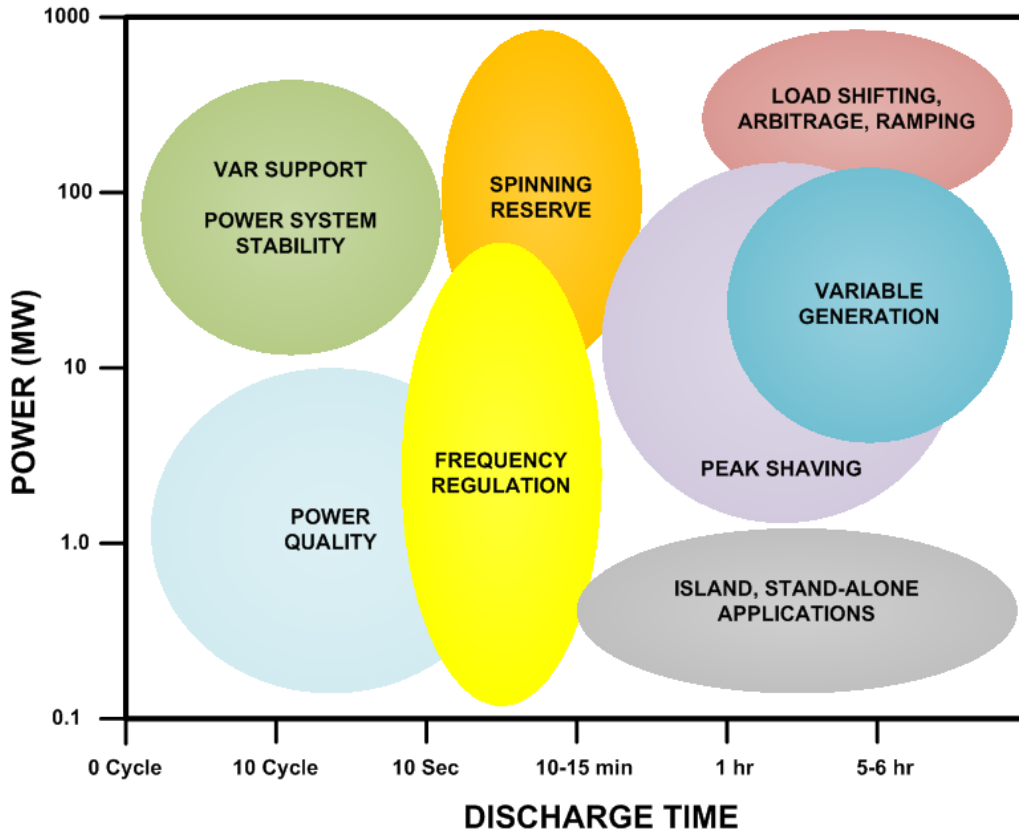 1000
100
10
1.0
0.1
POWER (MW)
VAR SUPPORT
POWER SYSTEM
STABILITY
SPINNING
RESERVE
LOAD SHIFTING,
ARBITRAGE, RAMPING
VARIABLE
GENERATION
FREQUENCY
REGULATION
PEAK SHAVING
POWER
QUALITY
ISLAND, STAND-ALONE
APPLICATIONS
0 Cycle
10 Cycle
10 Sec
10-15 min
1 hr
5-6 hr
DISCHARGE TIME